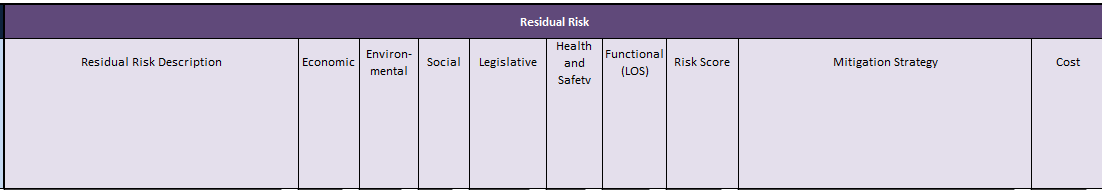 Residual Risk
Residual Risk Description
Economic
Environ-
mental
Social
Legislative
Health
and
Safety
Functional
(LOS)
Risk Score
Mitigation Strategy
Cost